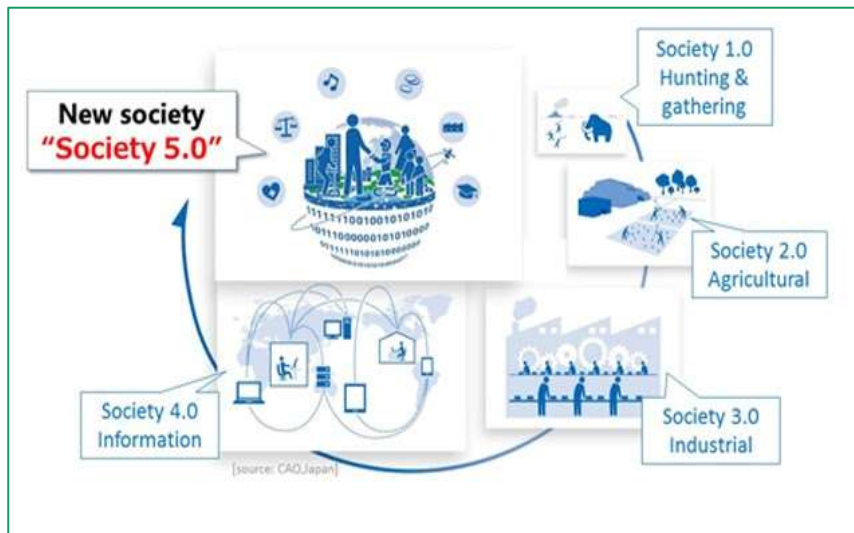 New society
“Society 5.0”
Society 1.0
Hunting &
gathering
Society 2.0
Agricultural
Society 3.0
Industrial
Society 4.0
Information
[source: CAO,Japan]